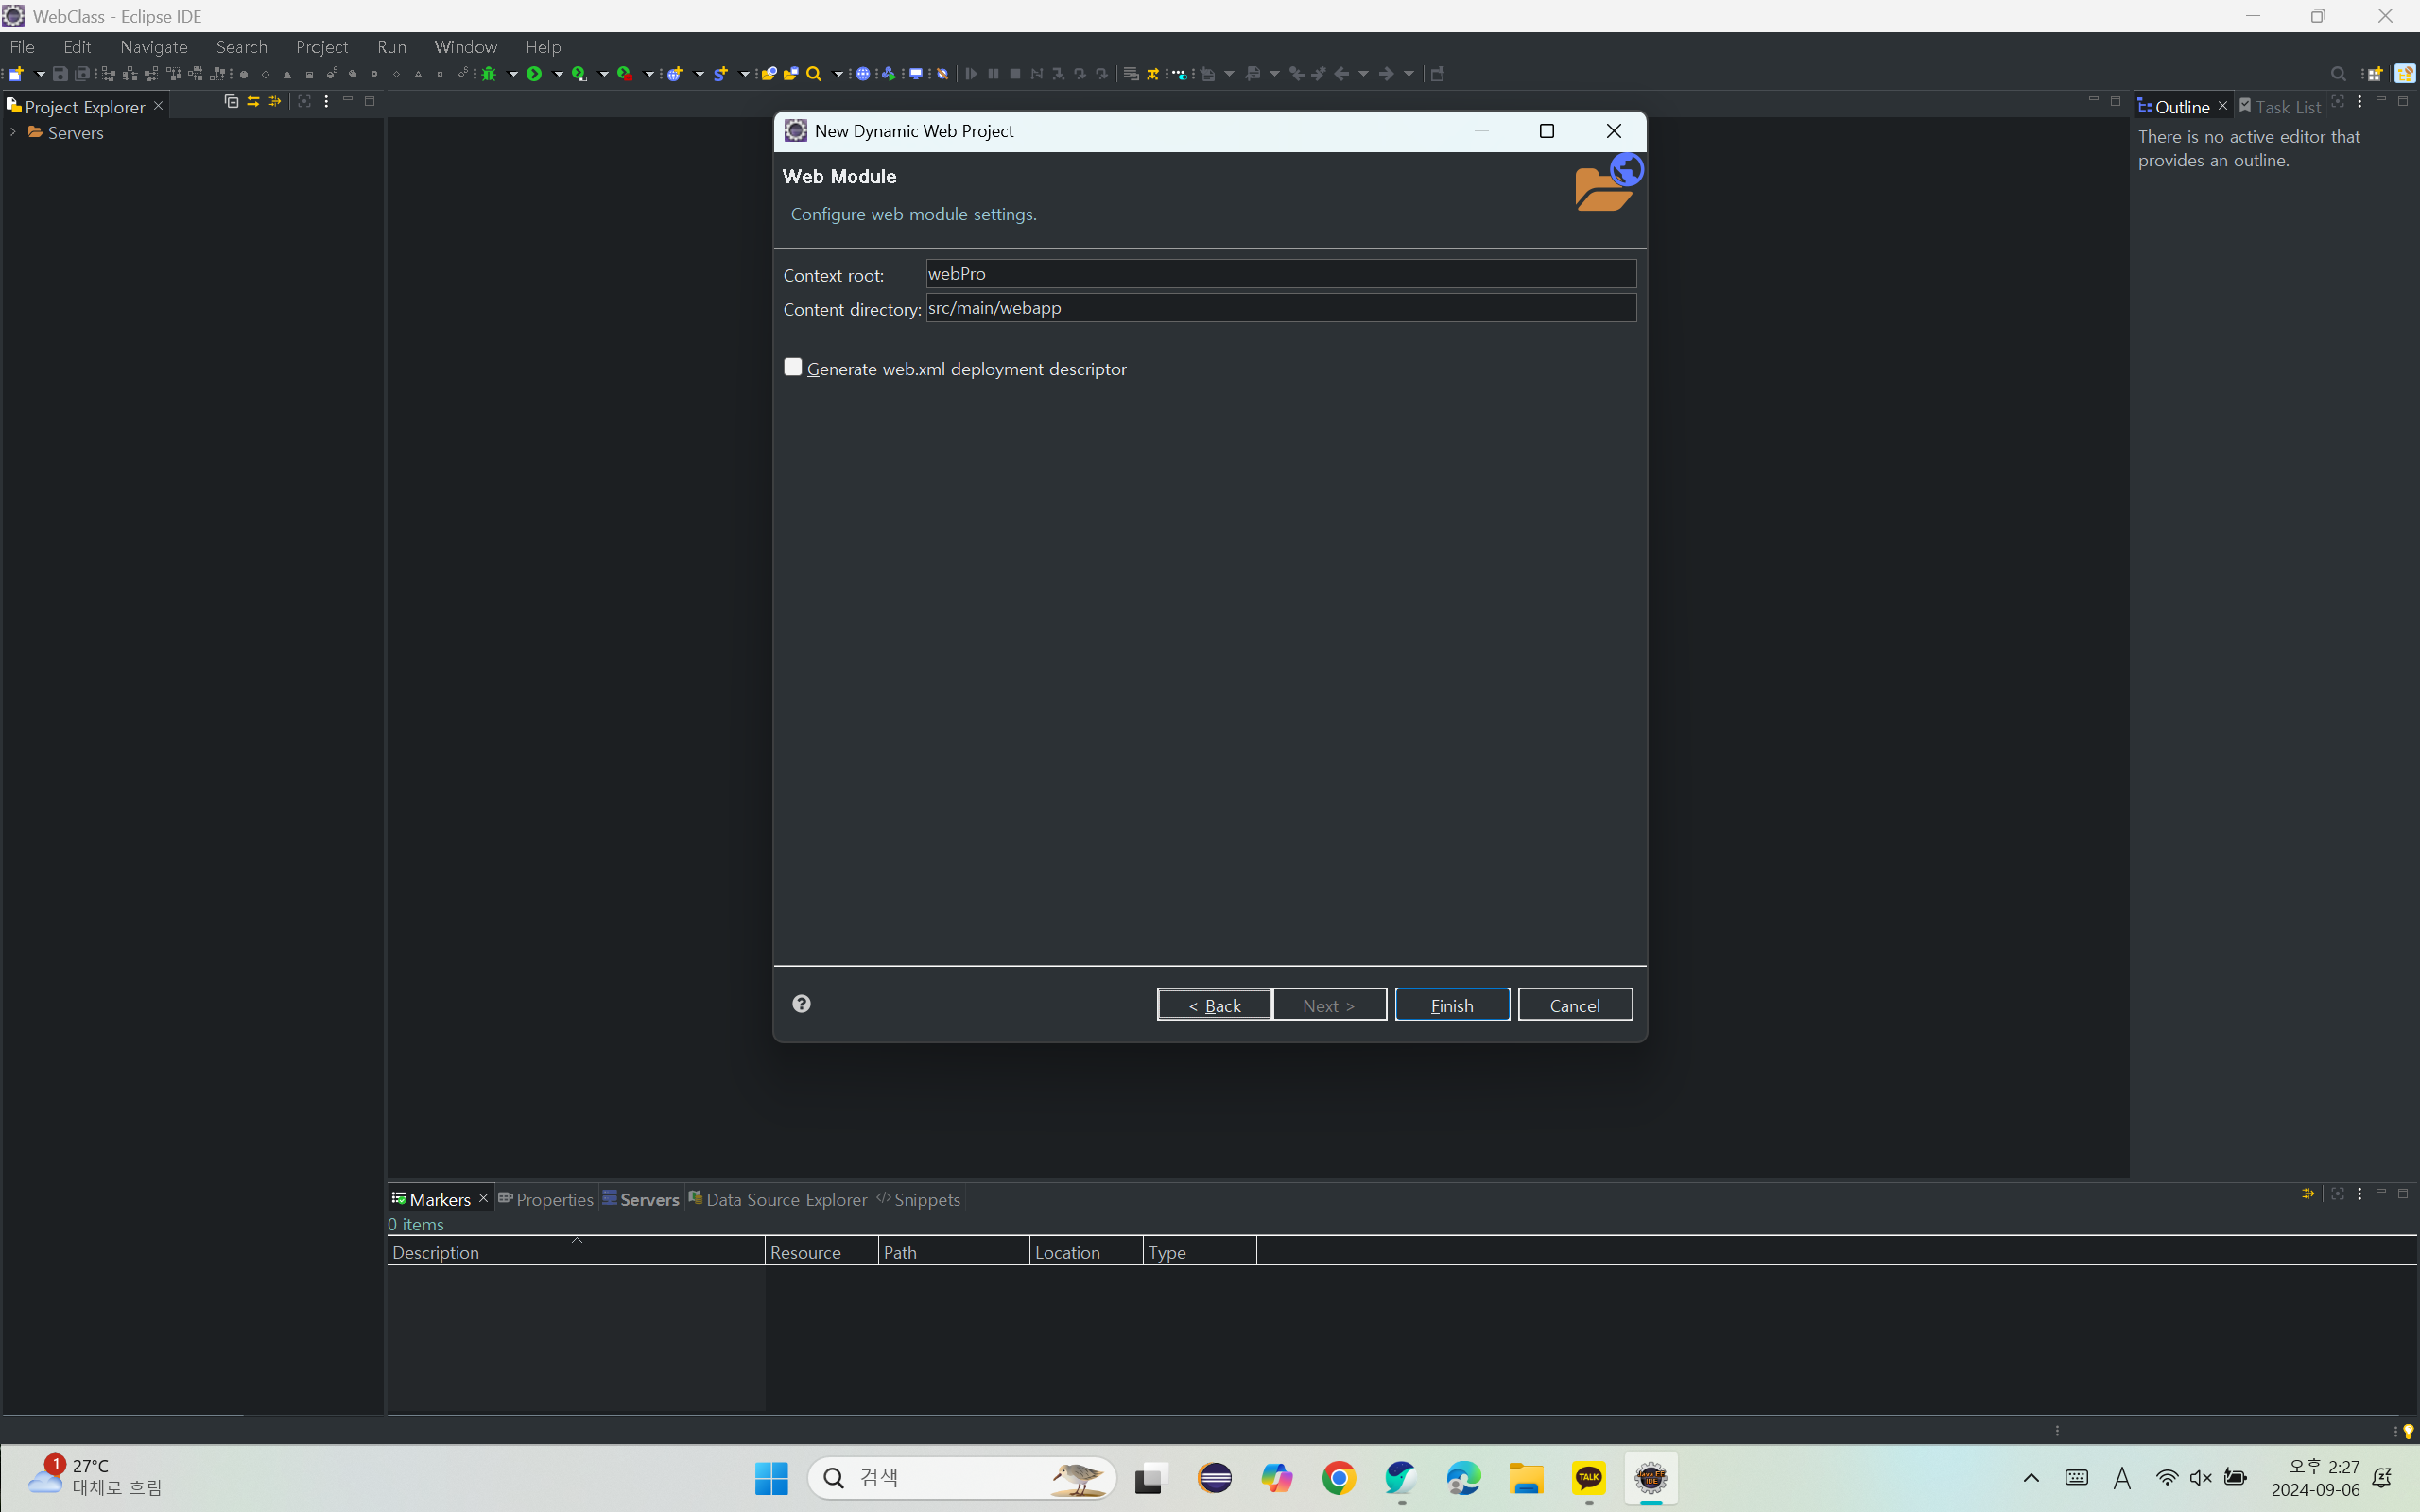 WebClass - Eclipse IDE
File Edit Navigate Search Project Run Window Help
Project Explorer
Servers
New Dynamic Web Project
Web Module
Configure web module settings.
Context root: webPro
Content directory: src/main/webapp
Generate web.xml deployment descriptor
< Back Next > Finish Cancel
Outline Task List
There is no active editor that
provides an outline.
Markers Properties Servers Data Source Explorer Snippets
0 items
Description Resource Path Location Type
1
27°C
대체로 흐림
검색
TALK
Java EE
IDE
A
오후 2:27
2024-09-06